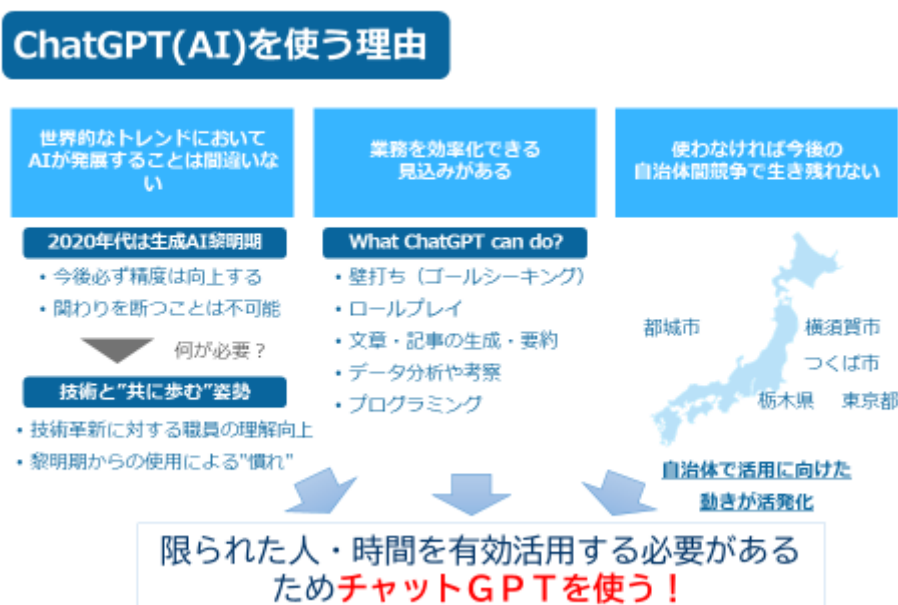 ChatGPT(AI)を使う理由
世界的なトレンドにおいて
AIが発展することは間違いな
い
2020年代は生成AI黎明期
・今後必ず精度は向上する
・関わりを断つことは不可能
何が必要？
技術と”共に歩む”姿勢
・技術革新に対する職員の理解向上
・黎明期からの使用による"慣れ"
業務を効率化できる
見込みがある
What ChatGPT can do?
・壁打ち（ゴールシーキング）
・ロールプレイ
・文章・記事の生成・要約
・データ分析や考察
・プログラミング
使わなければ今後の
自治体間競争で生き残れない
都城市
横須賀市
つくば市
栃木県
東京都
自治体で活用に向けた
動きが活発化
限られた人・時間を有効活用する必要がある
ためチャットＧＰＴを使う！